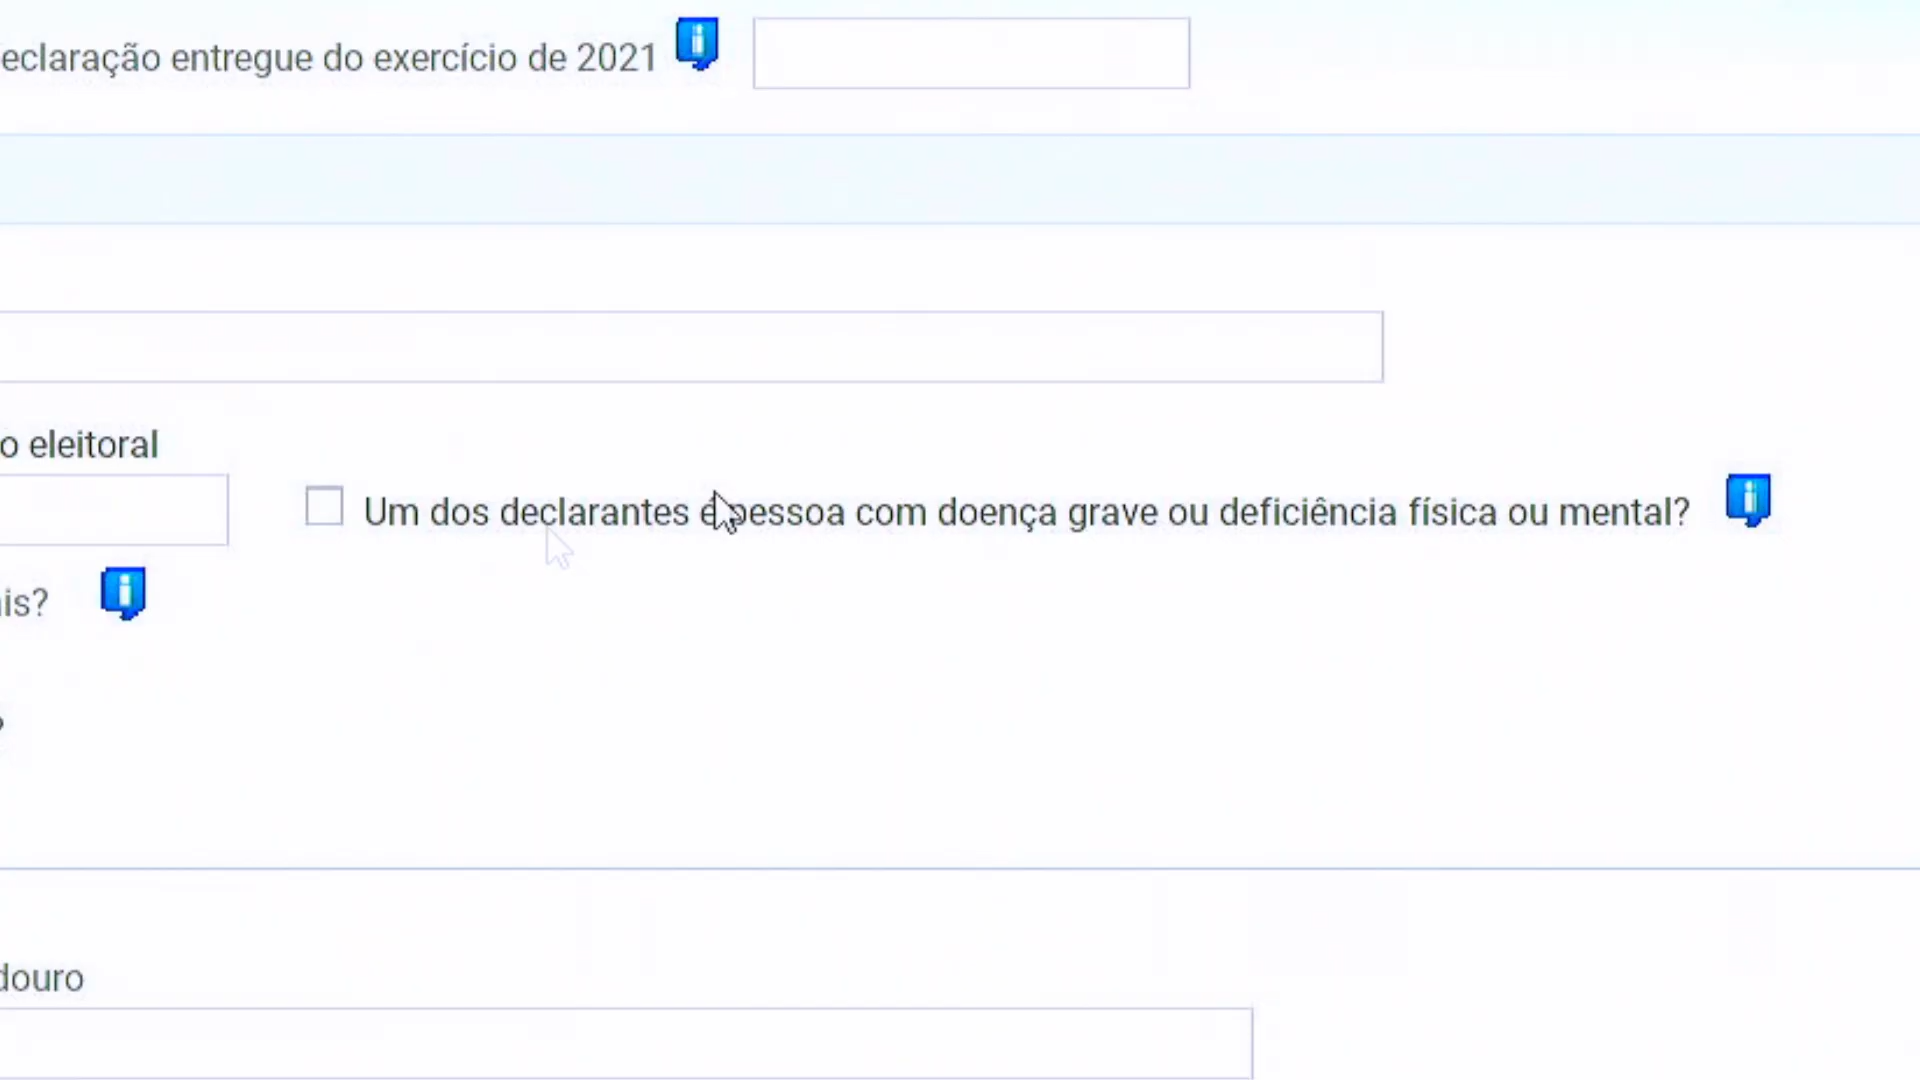 eclaração entregue do exercício de 2021
o eleitoral
Um dos declarantes é pessoa com doença grave ou deficiência física ou mental?
is?
?
douro